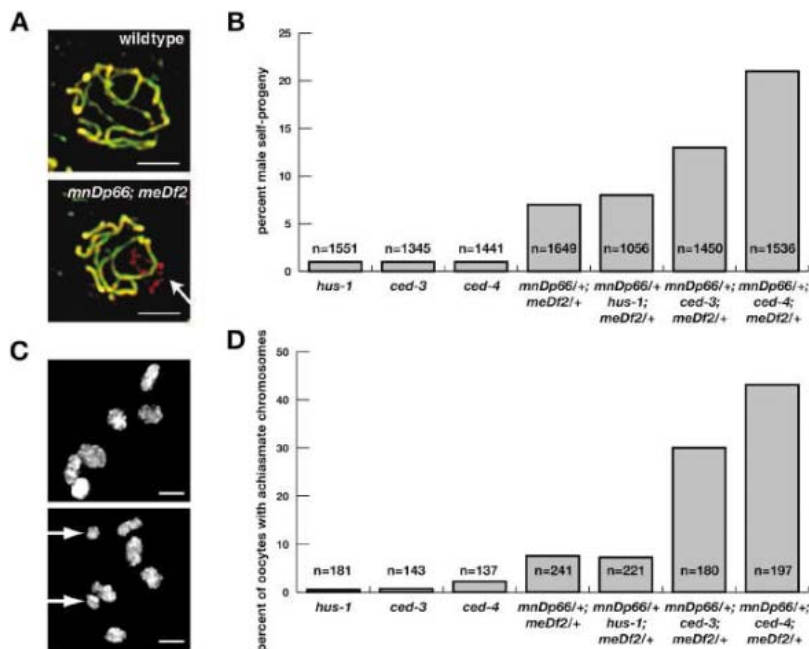 A
wildtype
mnDp66; meDf2
B
percent male self-progeny
25
20
15
10
5
0
n=1551
n=1345
n=1441
n=1649
n=1056
n=1450
n=1536
hus-1
ced-3
ced-4
mnDp66/+;
meDf2/+
mnDp66/+
hus-1;
meDf2/+
mnDp66/+;
ced-3;
meDf2/+
mnDp66/+;
ced-4;
meDf2/+
C
D
percent of oocytes with achiasmate chromosomes
50
40
30
20
10
0
n=181
n=143
n=137
n=241
n=221
n=180
n=197
hus-1
ced-3
ced-4
mnDp66/+;
meDf2/+
mnDp66/+
hus-1;
meDf2/+
mnDp66/+;
ced-3;
meDf2/+
mnDp66/+;
ced-4;
meDf2/+